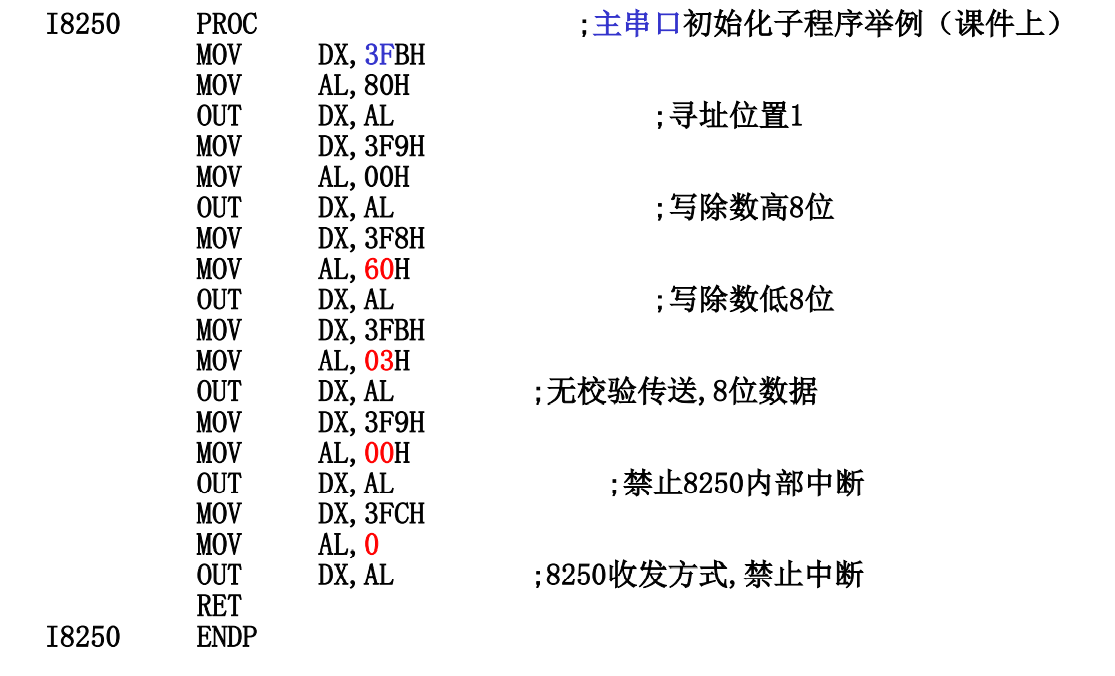 I8250 PROC ;主串口初始化子程序举例（课件上）
MOV DX,3FBH
MOV AL,80H
OUT DX,AL ;寻址位置1
MOV DX,3F9H
MOV AL,00H
OUT DX,AL ;写除数高8位
MOV DX,3F8H
MOV AL,60H
OUT DX,AL ;写除数低8位
MOV DX,3FBH
MOV AL,03H
OUT DX,AL ;无校验传送,8位数据
MOV DX,3F9H
MOV AL,00H
OUT DX,AL ;禁止8250内部中断
MOV DX,3FCH
MOV AL,0
OUT DX,AL ;8250收发方式,禁止中断
RET
I8250 ENDP